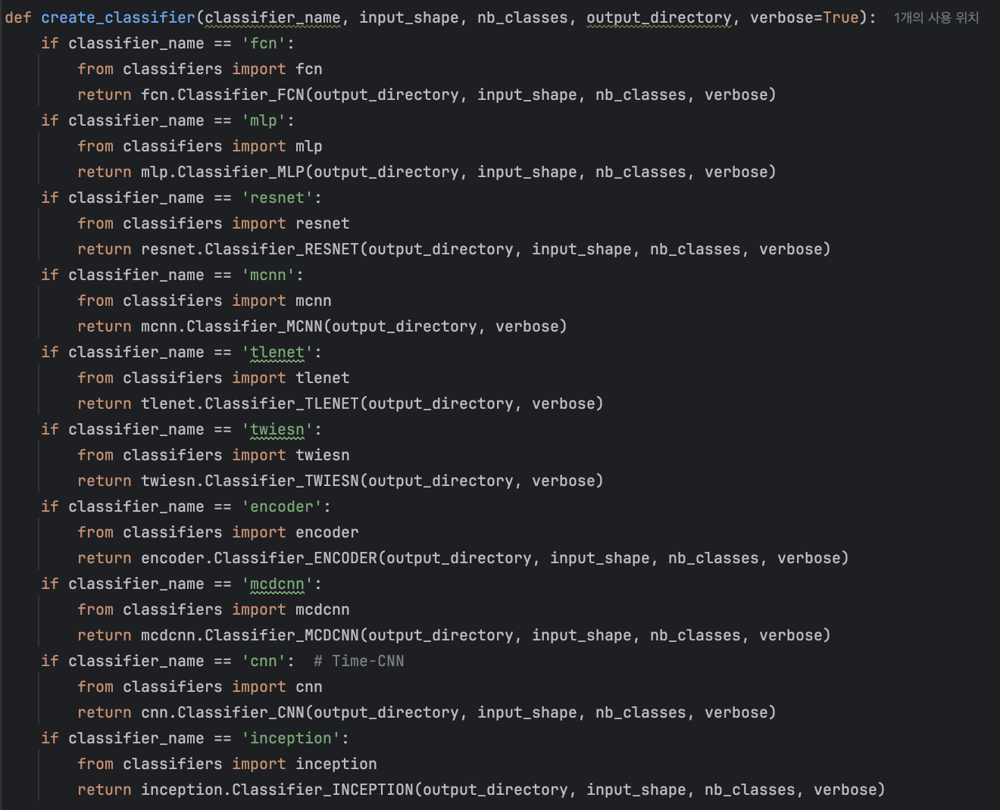 def create_classifier(classifier_name, input_shape, nb_classes, output_directory, verbose=True): 1개의 사용 위치
    if classifier_name == 'fcn':
        from classifiers import fcn
        return fcn.Classifier_FCN(output_directory, input_shape, nb_classes, verbose)
    if classifier_name == 'mlp':
        from classifiers import mlp
        return mlp.Classifier_MLP(output_directory, input_shape, nb_classes, verbose)
    if classifier_name == 'resnet':
        from classifiers import resnet
        return resnet.Classifier_RESNET(output_directory, input_shape, nb_classes, verbose)
    if classifier_name == 'mcnn':
        from classifiers import mcnn
        return mcnn.Classifier_MCNN(output_directory, verbose)
    if classifier_name == 'tlenet':
        from classifiers import tlenet
        return tlenet.Classifier_TLENET(output_directory, verbose)
    if classifier_name == 'twiesn':
        from classifiers import twiesn
        return twiesn.Classifier_TWIESN(output_directory, verbose)
    if classifier_name == 'encoder':
        from classifiers import encoder
        return encoder.Classifier_ENCODER(output_directory, input_shape, nb_classes, verbose)
    if classifier_name == 'mcdcnn':
        from classifiers import mcdcnn
        return mcdcnn.Classifier_MCDCNN(output_directory, input_shape, nb_classes, verbose)
    if classifier_name == 'cnn':  # Time-CNN
        from classifiers import cnn
        return cnn.Classifier_CNN(output_directory, input_shape, nb_classes, verbose)
    if classifier_name == 'inception':
        from classifiers import inception
        return inception.Classifier_INCEPTION(output_directory, input_shape, nb_classes, verbose)